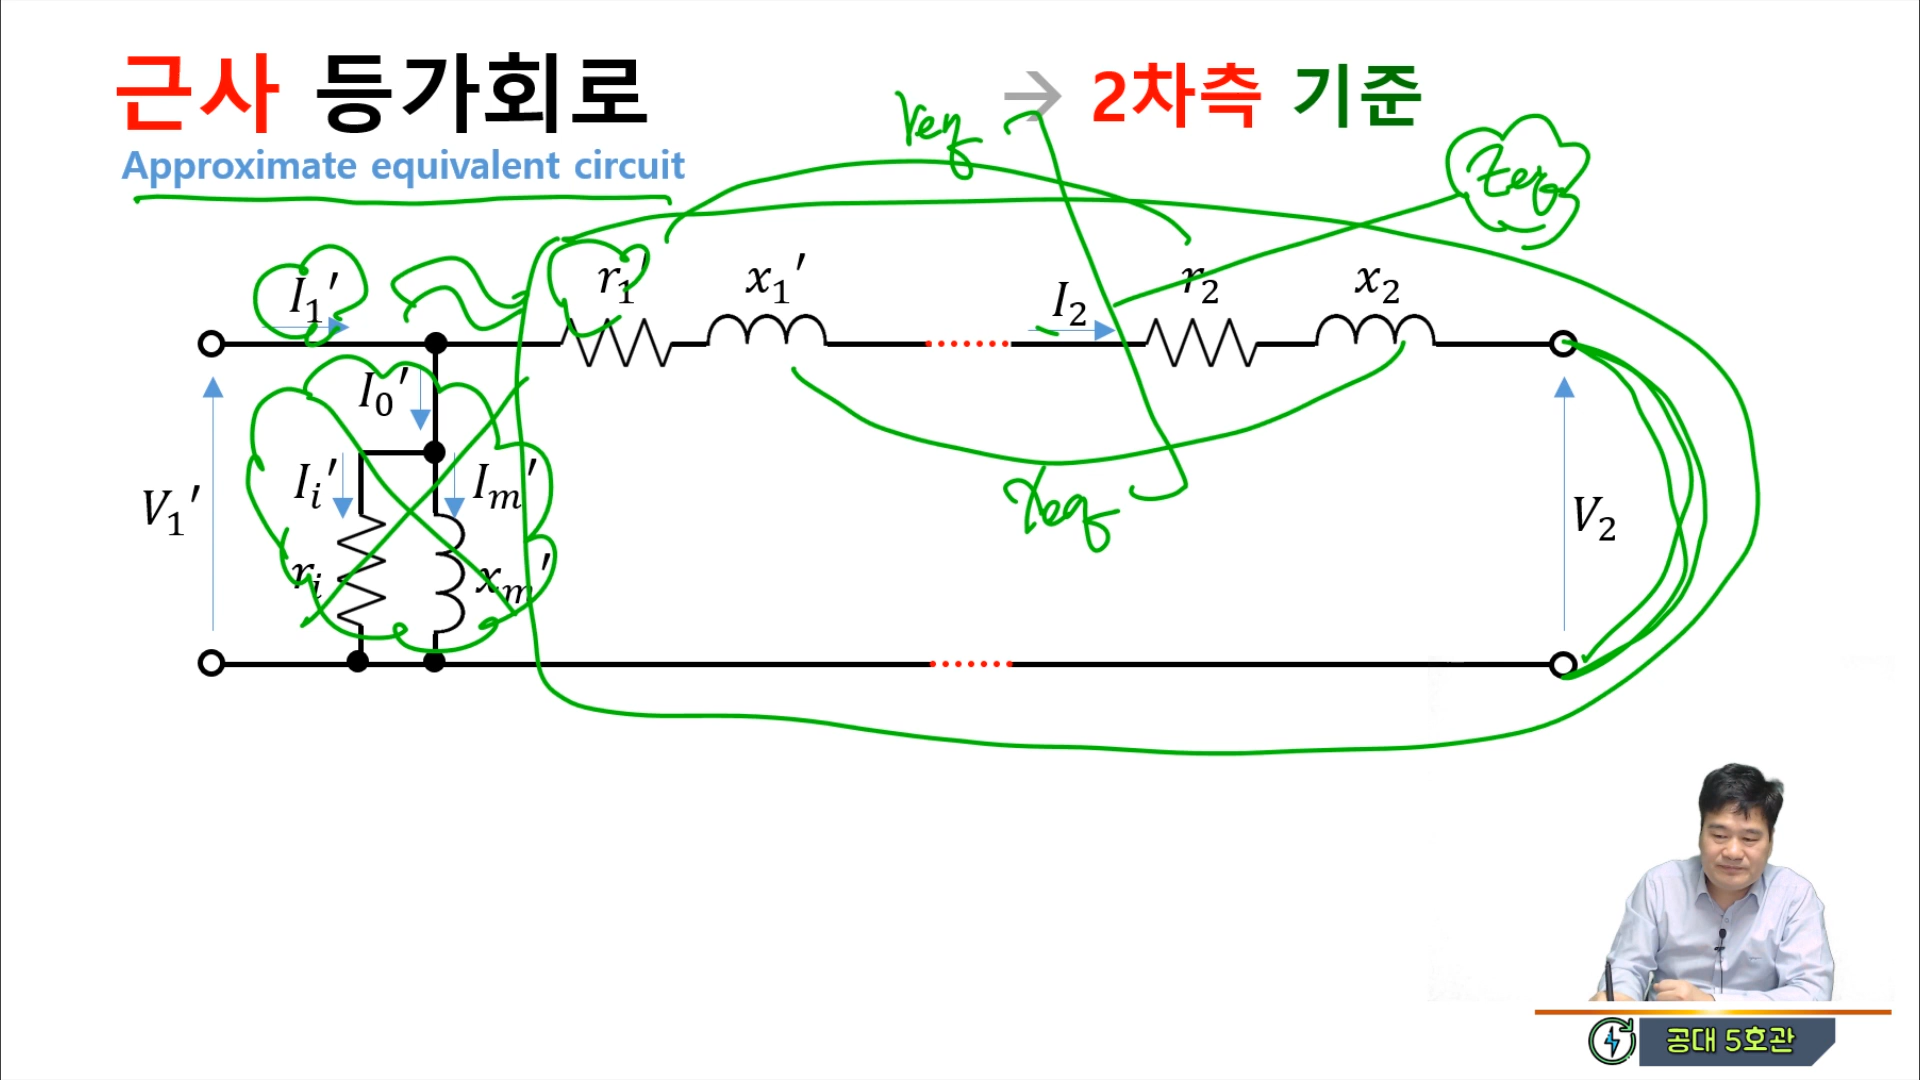 근사 등가회로 → 2차측 기준
Approximate equivalent circuit
req
Zeq
I₁′
r₁′
x₁′
I₂
r₂
x₂
I₀′
Iᵢ′
Iₘ′
V₁′
V₂
rᵢ
xₘ′
xeq
공대 5호관